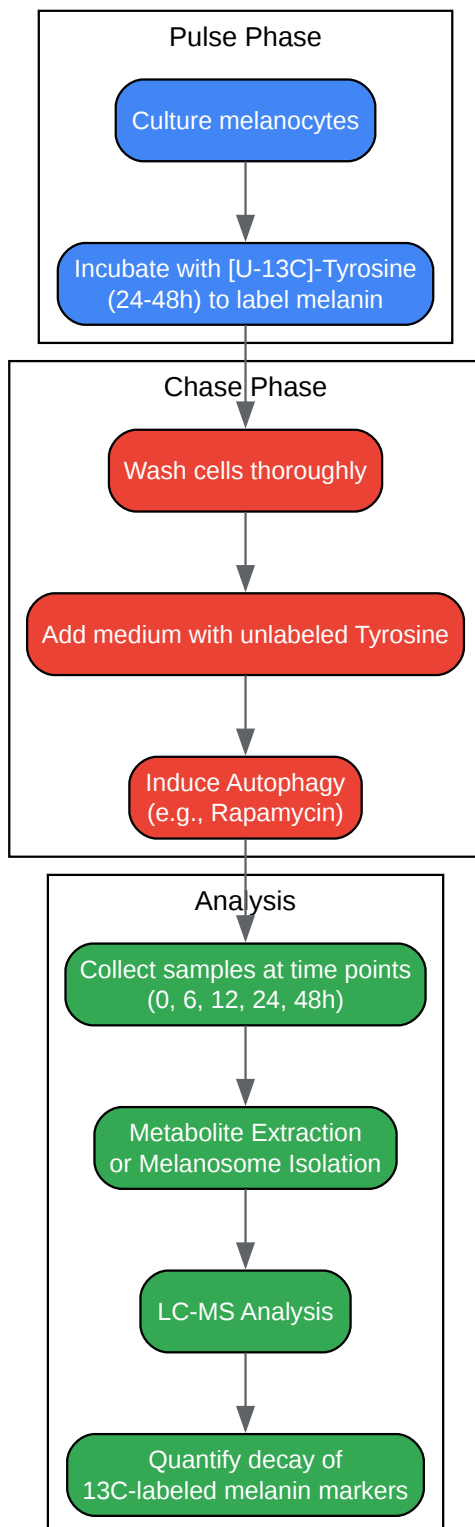 Pulse Phase
Culture melanocytes
Incubate with [U-13C]-Tyrosine
(24-48h) to label melanin
Chase Phase
Wash cells thoroughly
Add medium with unlabeled Tyrosine
Induce Autophagy
(e.g., Rapamycin)
Analysis
Collect samples at time points
(0, 6, 12, 24, 48h)
Metabolite Extraction
or Melanosome Isolation
LC-MS Analysis
Quantify decay of
13C-labeled melanin markers